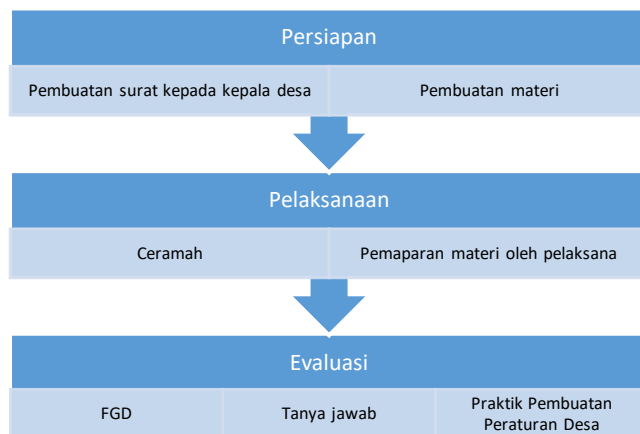 Persiapan
Pembuatan surat kepada kepala desa
Pembuatan materi
Pelaksanaan
Ceramah
Pemaparan materi oleh pelaksana
Evaluasi
FGD
Tanya jawab
Praktik Pembuatan
Peraturan Desa